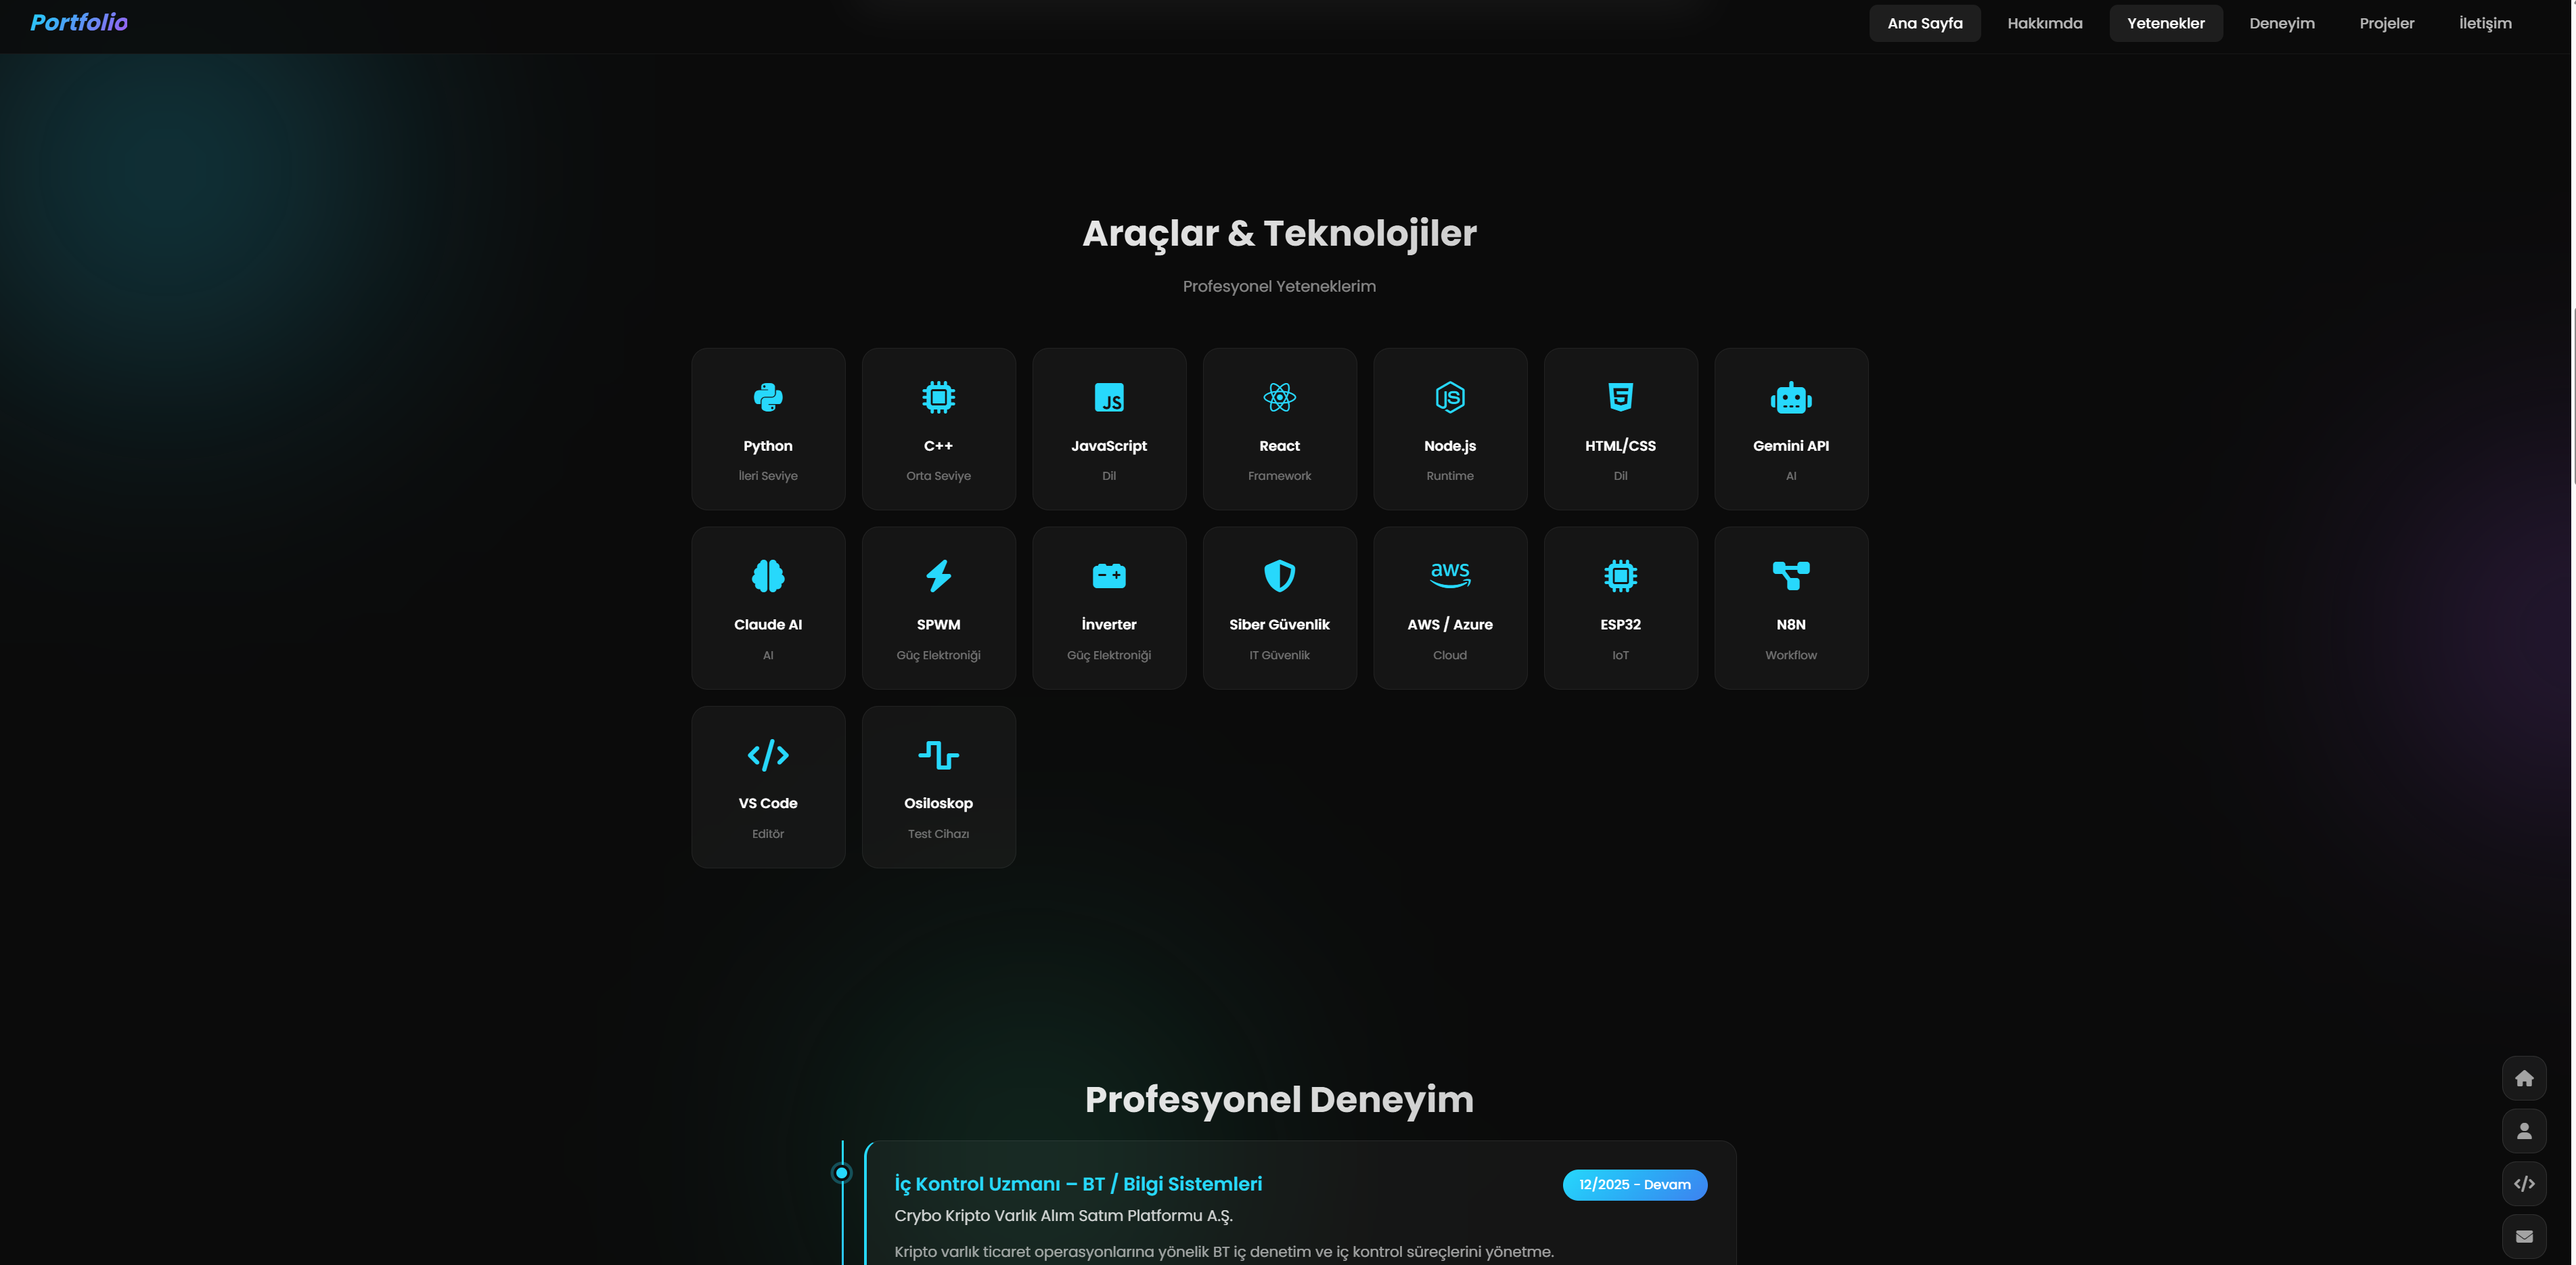 Portfolio
Ana Sayfa Hakkımda Yetenekler Deneyim Projeler İletişim
Araçlar & Teknolojiler
Profesyonel Yeteneklerim
JS JS 5
Python C++ JavaScript React Node.js HTML/CSS Gemini API
İleri Seviye Orta Seviye Dil Framework Runtime Dil AI
aws
Claude AI SPWM İnverter Siber Güvenlik AWS / Azure ESP32 N8N
AI Güç Elektroniği Güç Elektroniği IT Güvenlik Cloud IoT Workflow
VS Code Osiloskop
Editör Test Cihazı
Profesyonel Deneyim
İç Kontrol Uzmanı – BT / Bilgi Sistemleri 12/2025 - Devam
Crybo Kripto Varlık Alım Satım Platformu A.Ş.
Kripto varlık ticaret operasyonlarına yönelik BT iç denetim ve iç kontrol süreçlerini yönetme.